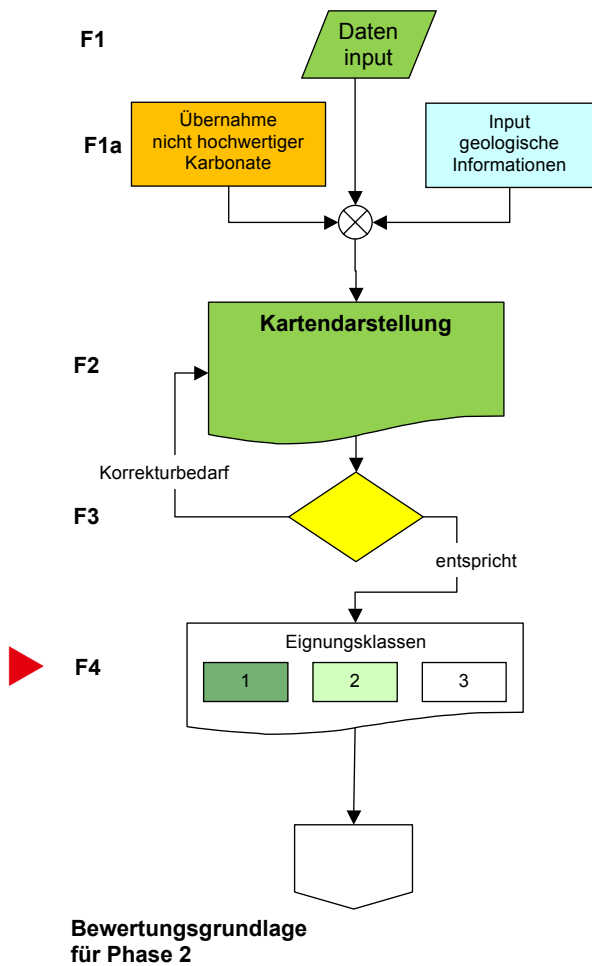 F1
Daten
input
F1a
Übernahme
nicht hochwertiger
Karbonate
Input
geologische
Informationen
Kartendarstellung
F2
Korrekturbedarf
F3
entspricht
Eignungsklassen
F4
1
2
3
Bewertungsgrundlage
für Phase 2